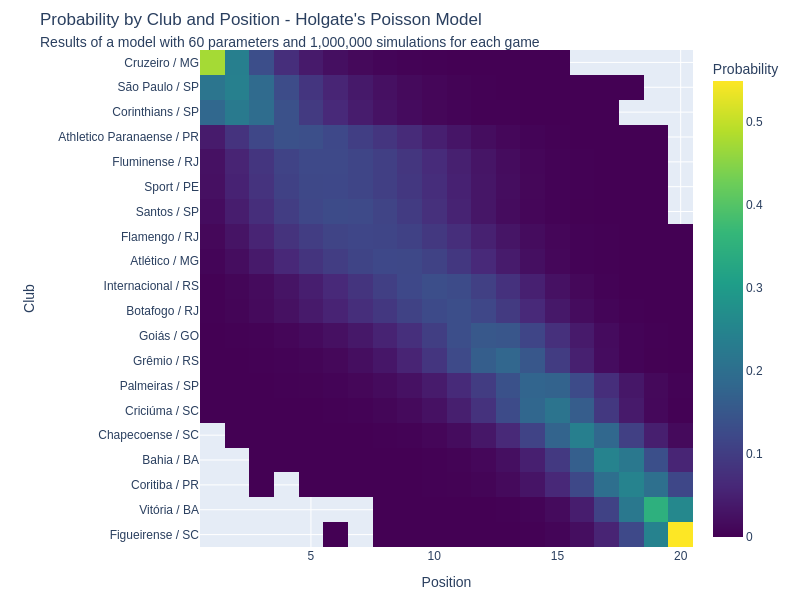 Probability by Club and Position - Holgate's Poisson Model
Results of a model with 60 parameters and 1,000,000 simulations for each game
Probability
Cruzeiro / MG
São Paulo / SP
Corinthians / SP
Athletico Paranaense / PR
Fluminense / RJ
Sport / PE
Santos / SP
Flamengo / RJ
Atlético / MG
Internacional / RS
Botafogo / RJ
Goiás / GO
Grêmio / RS
Palmeiras / SP
Criciúma / SC
Chapecoense / SC
Bahia / BA
Coritiba / PR
Vitória / BA
Figueirense / SC
Club
5
10
15
20
Position
0.5
0.4
0.3
0.2
0.1
0